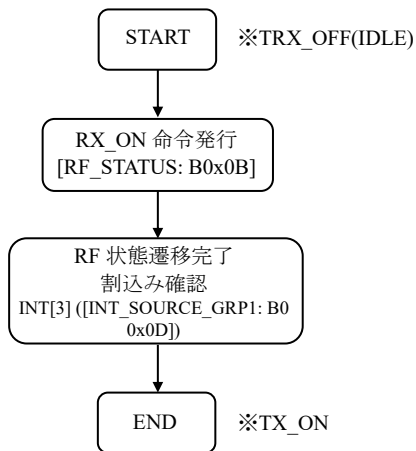 START ※TRX_OFF(IDLE)
RX_ON 命令発行
[RF_STATUS: B0x0B]
RF 状態遷移完了
割込み確認
INT[3] ([INT_SOURCE_GRP1: B0
0x0D])
END ※TX_ON